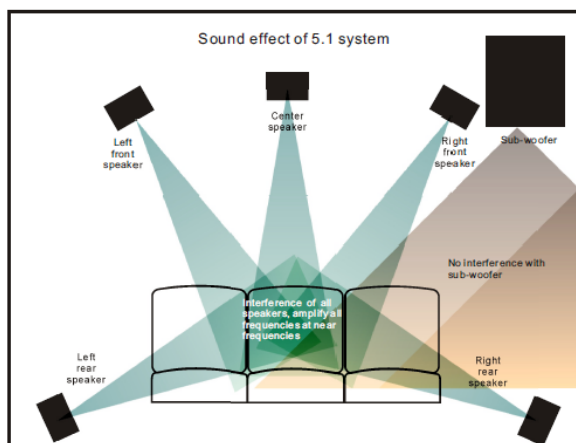 Sound effect of 5.1 system
Center
speaker
Left
front
speaker
Right
front
speaker
Sub-woofer
No interference with
sub-woofer
Interference of all
speakers, amplify all
frequencies at near
frequencies
Left
rear
speaker
Right
rear
speaker